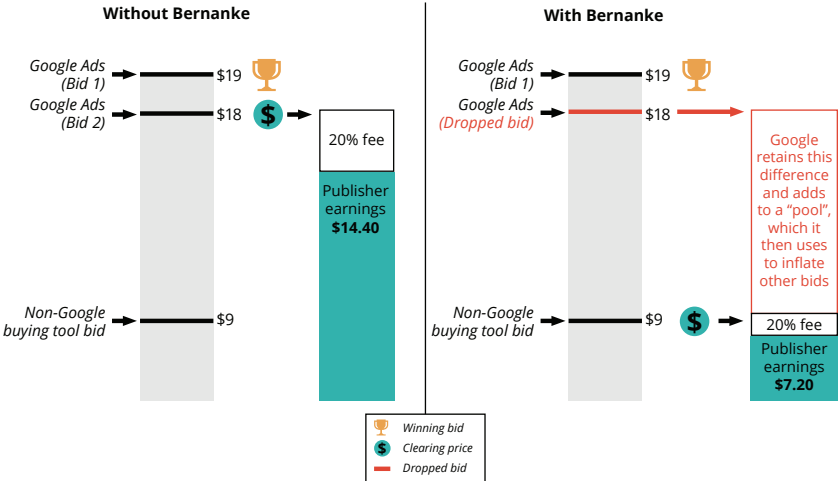 Without Bernanke
Google Ads
(Bid 1)
$19
Google Ads
(Bid 2)
$18
$
20% fee
Publisher
earnings
$14.40
Non-Google
buying tool bid
$9
With Bernanke
Google Ads
(Bid 1)
$19
Google Ads
(Dropped bid)
$18
Google
retains this
difference
and adds
to a “pool”,
which it
then uses
to inflate
other bids
Non-Google
buying tool bid
$9
$
20% fee
Publisher
earnings
$7.20
Winning bid
$ Clearing price
Dropped bid